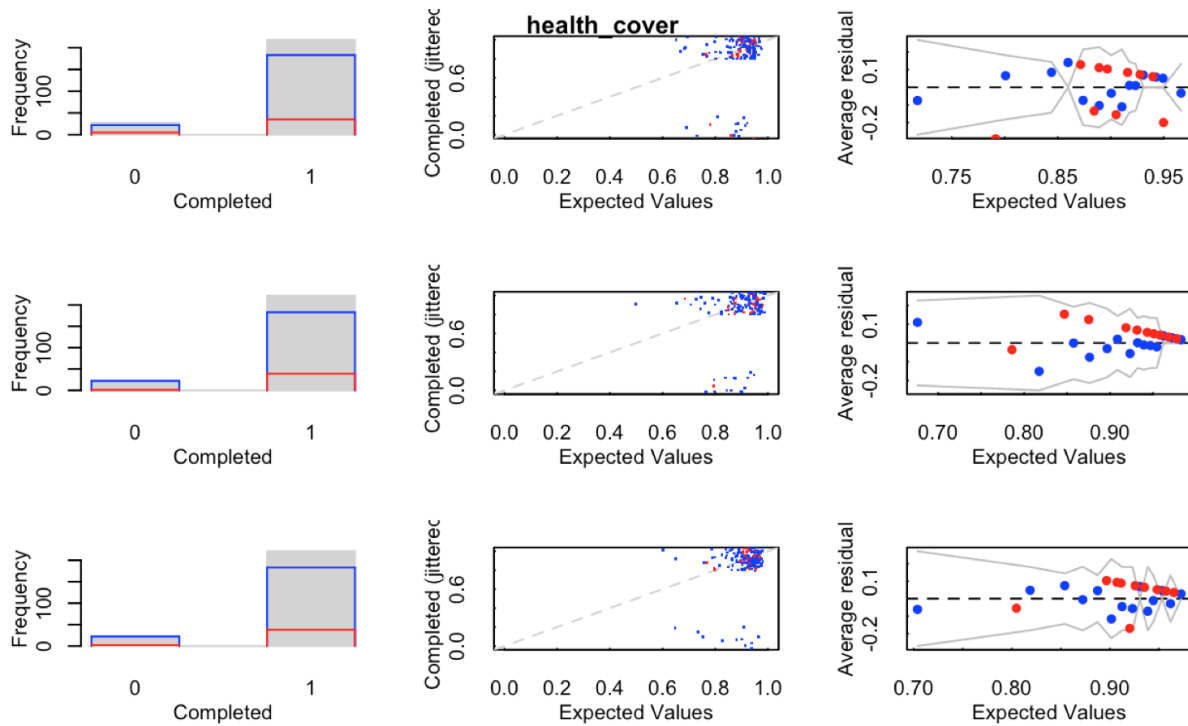 health_cover
Frequency
0 100
0 1
Completed
Completed (jittered
0.0 0.6
0.0 0.2 0.4 0.6 0.8 1.0
Expected Values
Average residual
-0.2 0.1
0.75 0.85 0.95
Expected Values
Frequency
0 100
0 1
Completed
Completed (jittered
0.0 0.6
0.0 0.2 0.4 0.6 0.8 1.0
Expected Values
Average residual
-0.2 0.1
0.70 0.80 0.90
Expected Values
Frequency
0 100
0 1
Completed
Completed (jittered
0.0 0.6
0.0 0.2 0.4 0.6 0.8 1.0
Expected Values
Average residual
-0.2 0.1
0.70 0.80 0.90
Expected Values